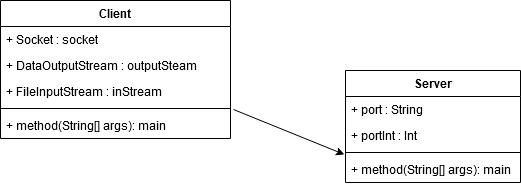 Client
+ Socket : socket
+ DataOutputStream : outputSteam
+ FileInputStream : inStream
+ method(String[] args): main
Server
+ port : String
+ portInt : Int
+ method(String[] args): main